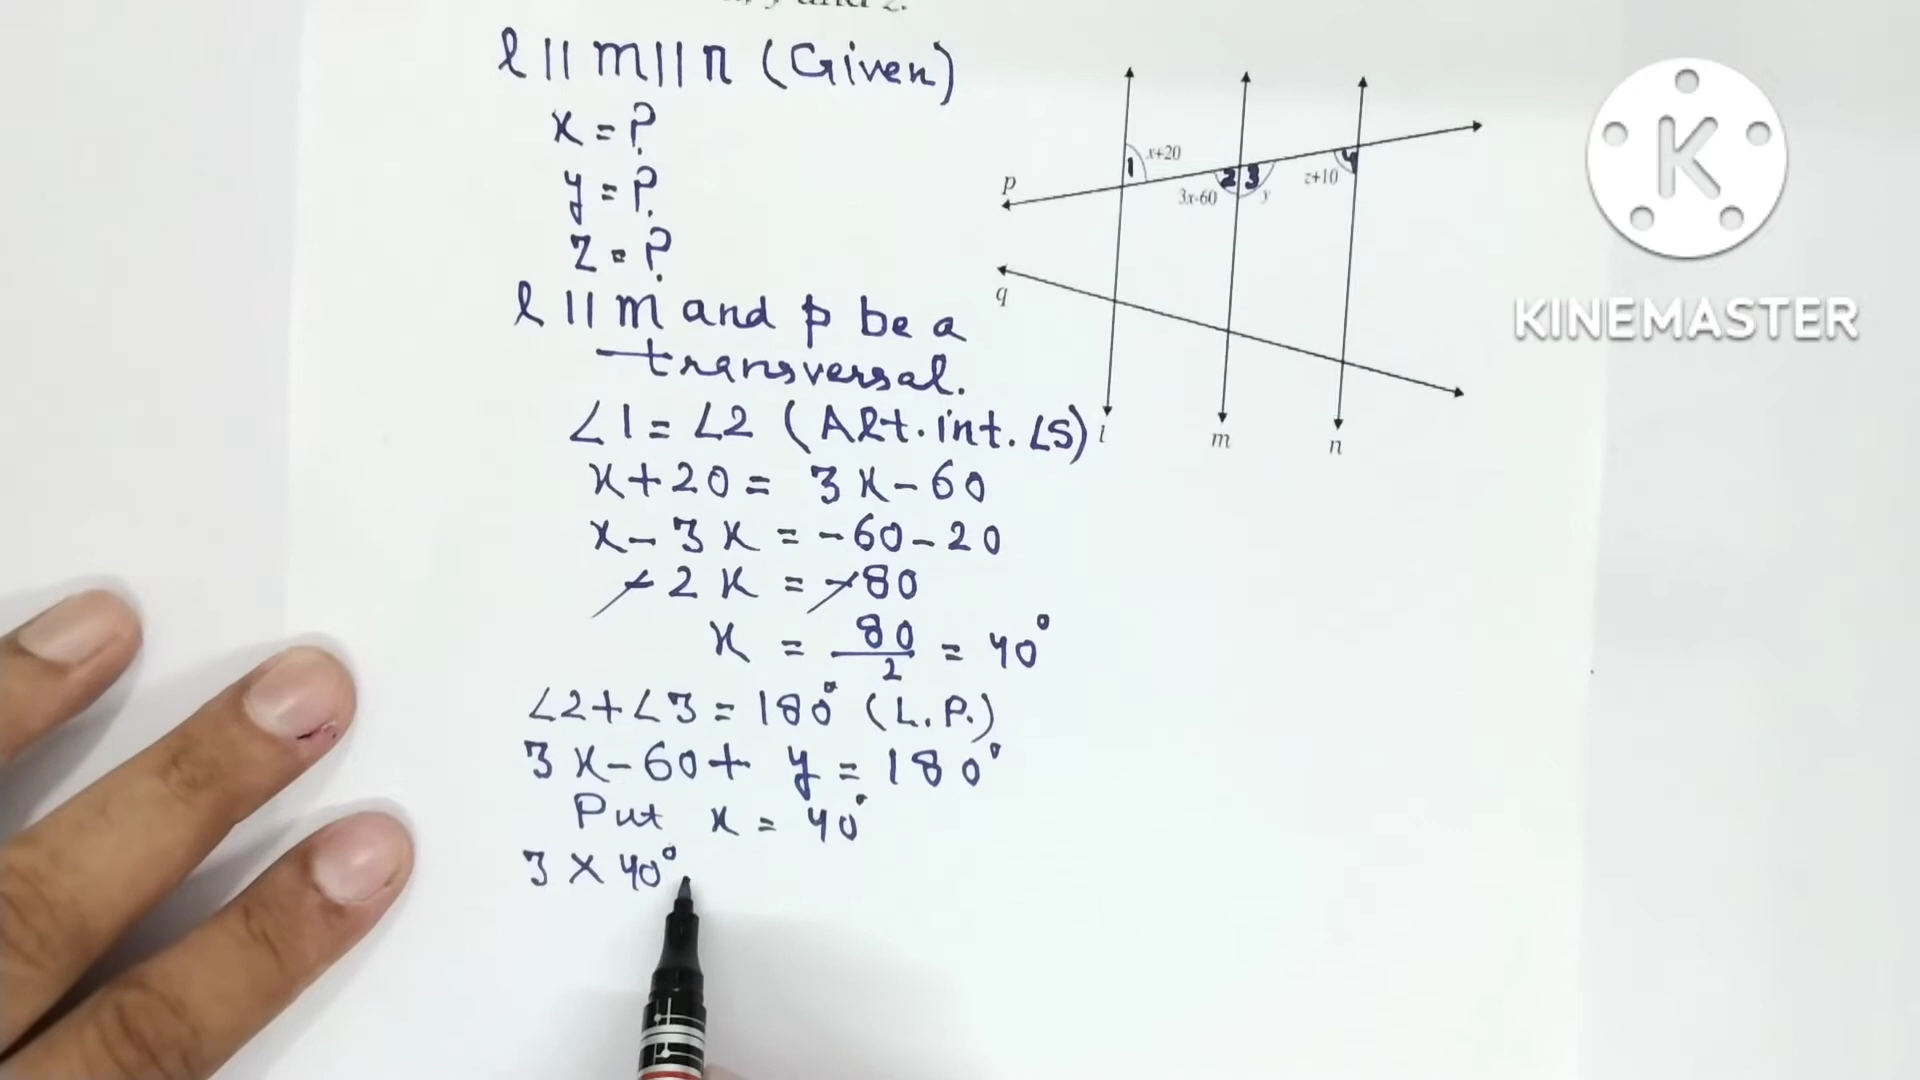 y and z.
l || m || n (Given)
x = ?
y = ?
z = ?
l || m and p be a
transversal.
∠1 = ∠2 (Alt. int. ∠S)
x + 20 = 3x - 60
x - 3x = -60 - 20
-2x = -80
x = 80/2 = 40°
∠2 + ∠3 = 180° (L.P.)
3x - 60 + y = 180°
Put x = 40°
3 × 40°
1
x+20
p
2
3
3x-60
y
4
z+10
q
l
m
n
K
KINEMASTER